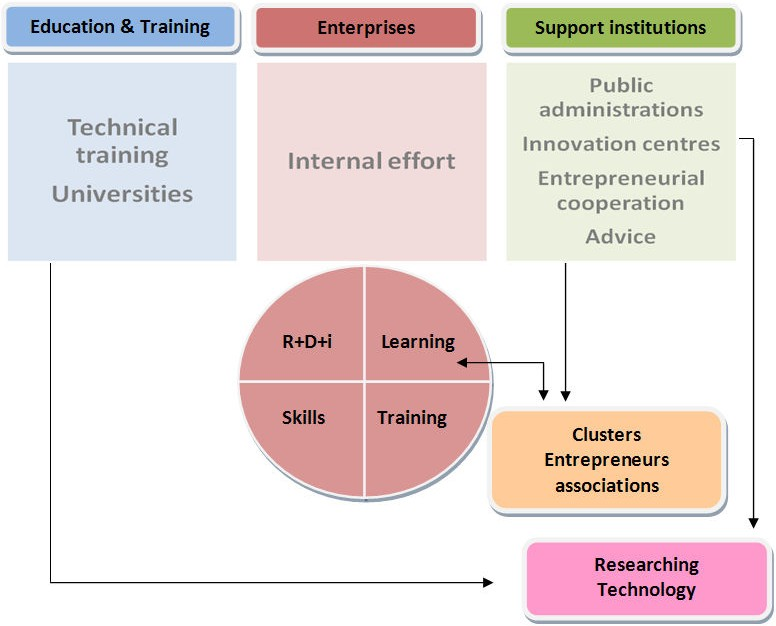 Education & Training
Enterprises
Support institutions
Technical
training
Universities
Internal effort
Public
administrations
Innovation centres
Entrepreneurial
cooperation
Advice
R+D+i
Learning
Skills
Training
Clusters
Entrepreneurs
associations
Researching
Technology